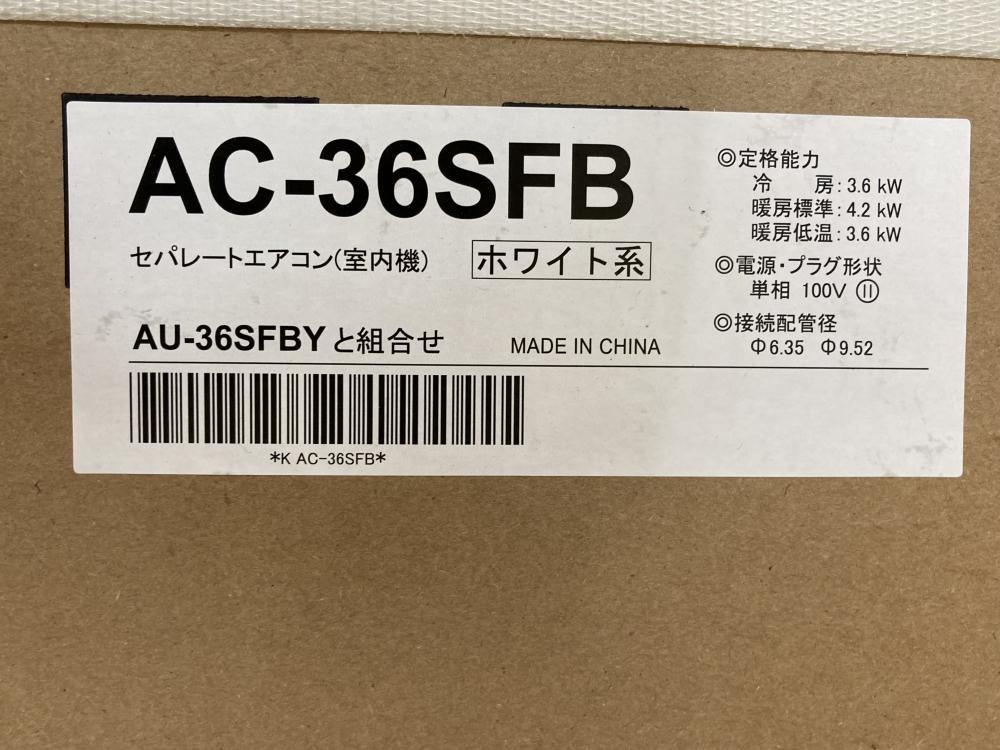 AC-36SFB
セパレートエアコン(室内機)
ホワイト系
AU-36SFBYと組合せ
MADE IN CHINA
◎定格能力
冷　　房:3.6 kW
暖房標準:4.2 kW
暖房低温:3.6 kW
◎電源・プラグ形状
単相 100V
◎接続配管径
Φ6.35 Φ9.52
*K AC-36SFB*